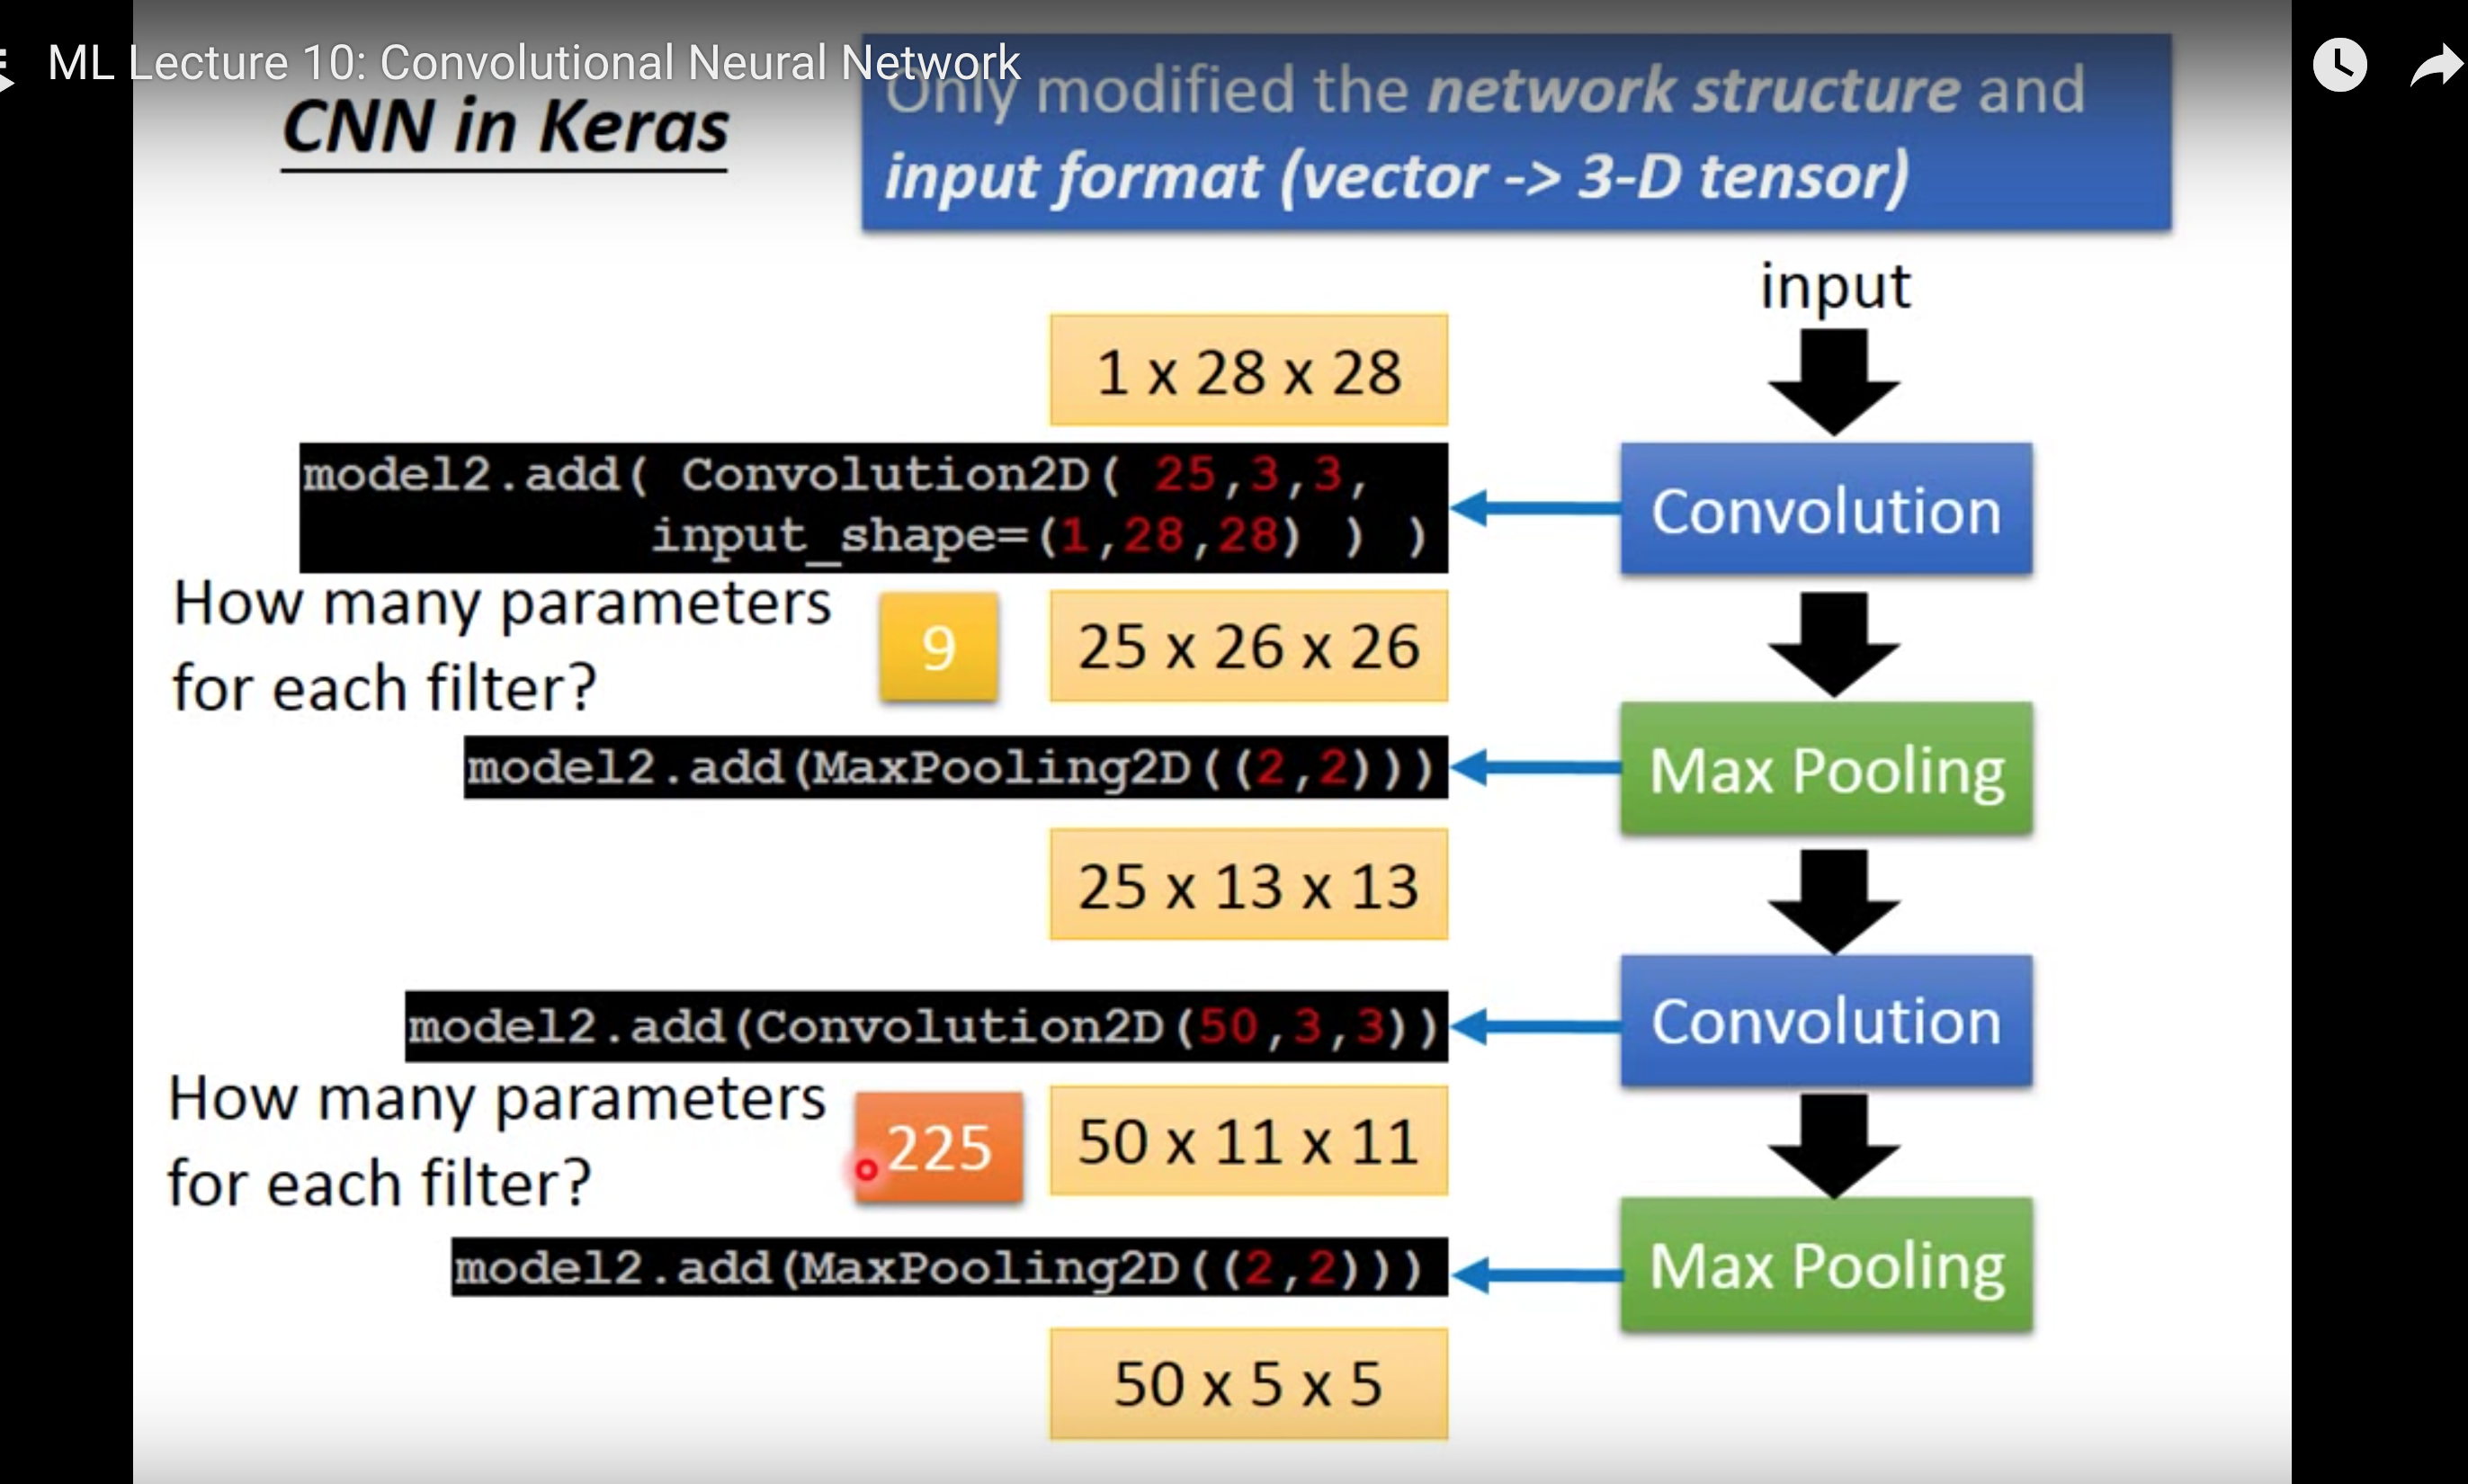 ML Lecture 10: Convolutional Neural Network
CNN in Keras
Only modified the network structure and
input format (vector -> 3-D tensor)
input
1 x 28 x 28
model2.add( Convolution2D( 25,3,3,
input_shape=(1,28,28) ) )
Convolution
How many parameters
for each filter?
9
25 x 26 x 26
model2.add(MaxPooling2D((2,2)))
Max Pooling
25 x 13 x 13
model2.add(Convolution2D(50,3,3))
Convolution
How many parameters
for each filter?
225
50 x 11 x 11
model2.add(MaxPooling2D((2,2)))
Max Pooling
50 x 5 x 5